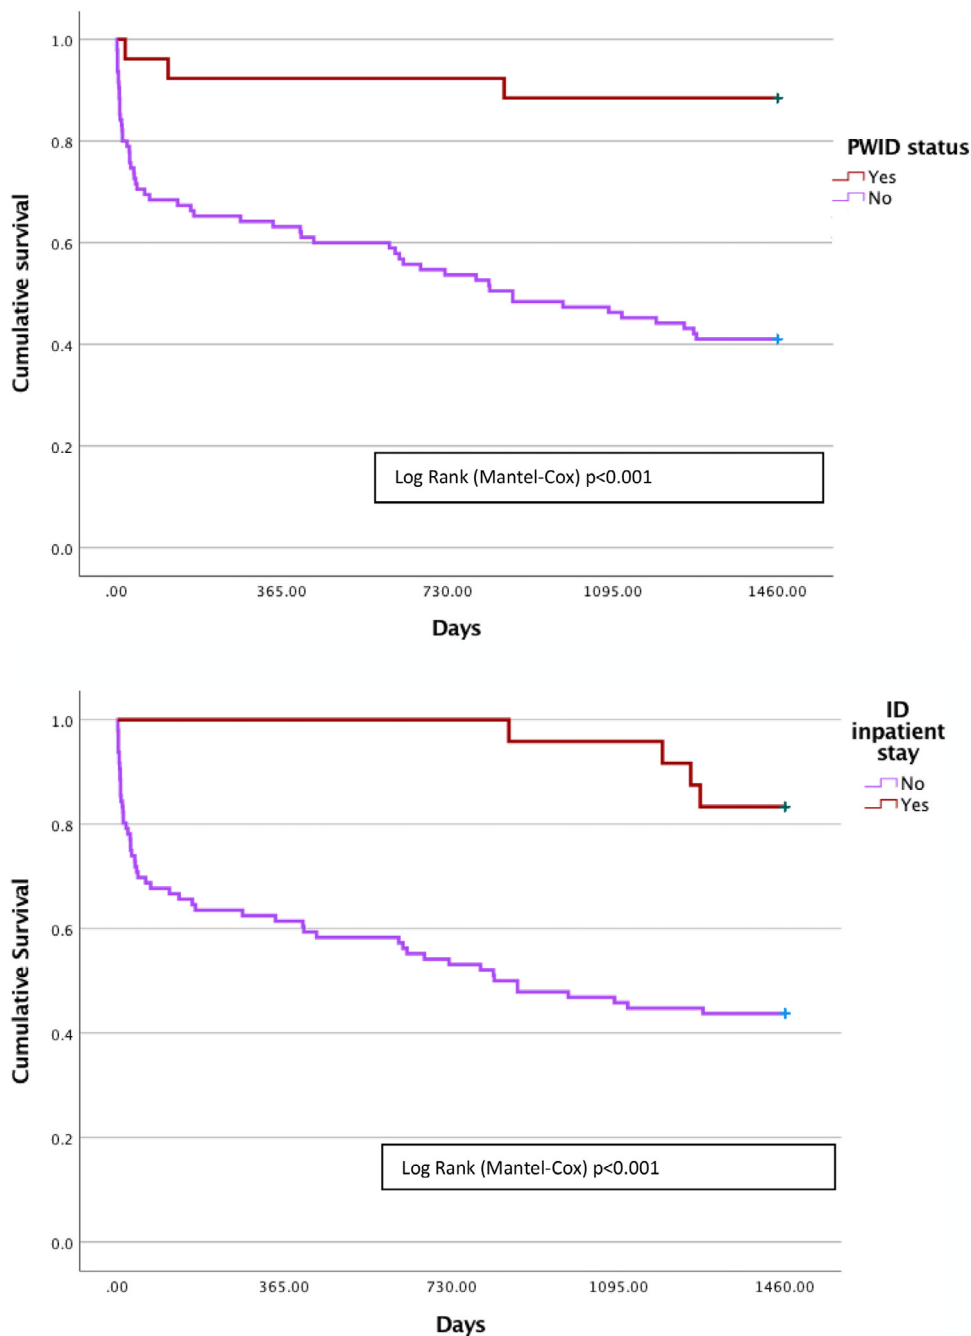 1.0
0.8
0.6
0.4
0.2
0.0
Cumulative survival
PWID status
Yes
No
Log Rank (Mantel-Cox) p<0.001
.00 365.00 730.00 1095.00 1460.00
Days
1.0
0.8
0.6
0.4
0.2
0.0
Cumulative Survival
ID
inpatient
stay
No
Yes
Log Rank (Mantel-Cox) p<0.001
.00 365.00 730.00 1095.00 1460.00
Days